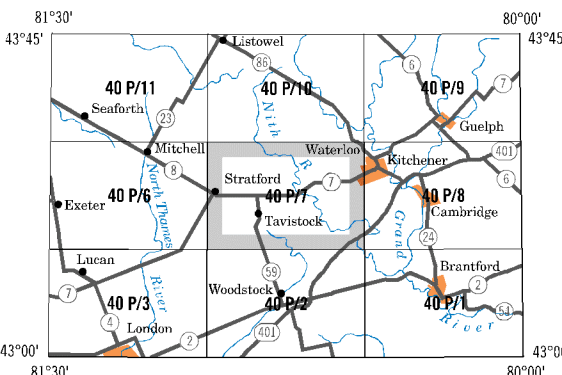 81°30'
80°00'
43°45'
43°45'
Listowel
86
6
40 P/11
40 P/10
40 P/9
7
Seaforth
23
Nith
R
Guelph
Mitchell
Waterloo
401
8
Kitchener
6
Stratford
7
40 P/6
40 P/7
40 P/8
Exeter
North Thames
River
Tavistock
Cambridge
Grand
River
24
Lucan
59
Brantford
7
Woodstock
2
40 P/3
40 P/2
40 P/1
51
4
London
2
401
43°00'
43°00'
81°30'
80°00'